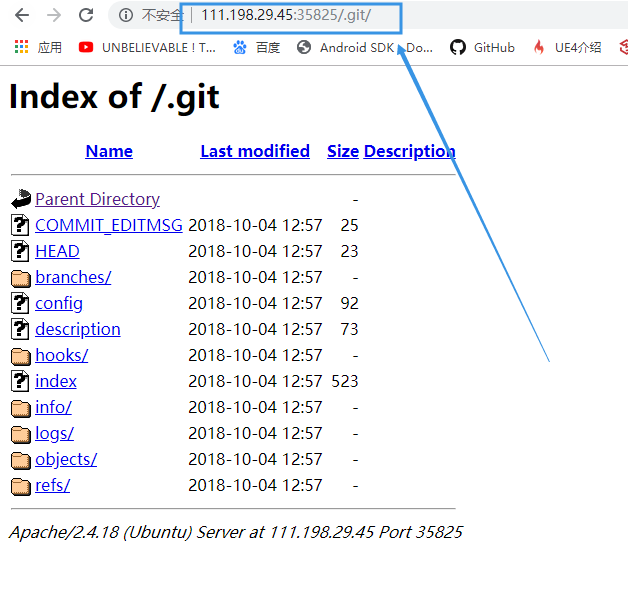 不安全 111.198.29.45:35825/.git/
应用 UNBELIEVABLE ! T... 百度 Android SDK Do... GitHub UE4介绍
Index of /.git
Name Last modified Size Description
Parent Directory -
COMMIT_EDITMSG 2018-10-04 12:57 25
HEAD 2018-10-04 12:57 23
branches/ 2018-10-04 12:57 -
config 2018-10-04 12:57 92
description 2018-10-04 12:57 73
hooks/ 2018-10-04 12:57 -
index 2018-10-04 12:57 523
info/ 2018-10-04 12:57 -
logs/ 2018-10-04 12:57 -
objects/ 2018-10-04 12:57 -
refs/ 2018-10-04 12:57 -
Apache/2.4.18 (Ubuntu) Server at 111.198.29.45 Port 35825